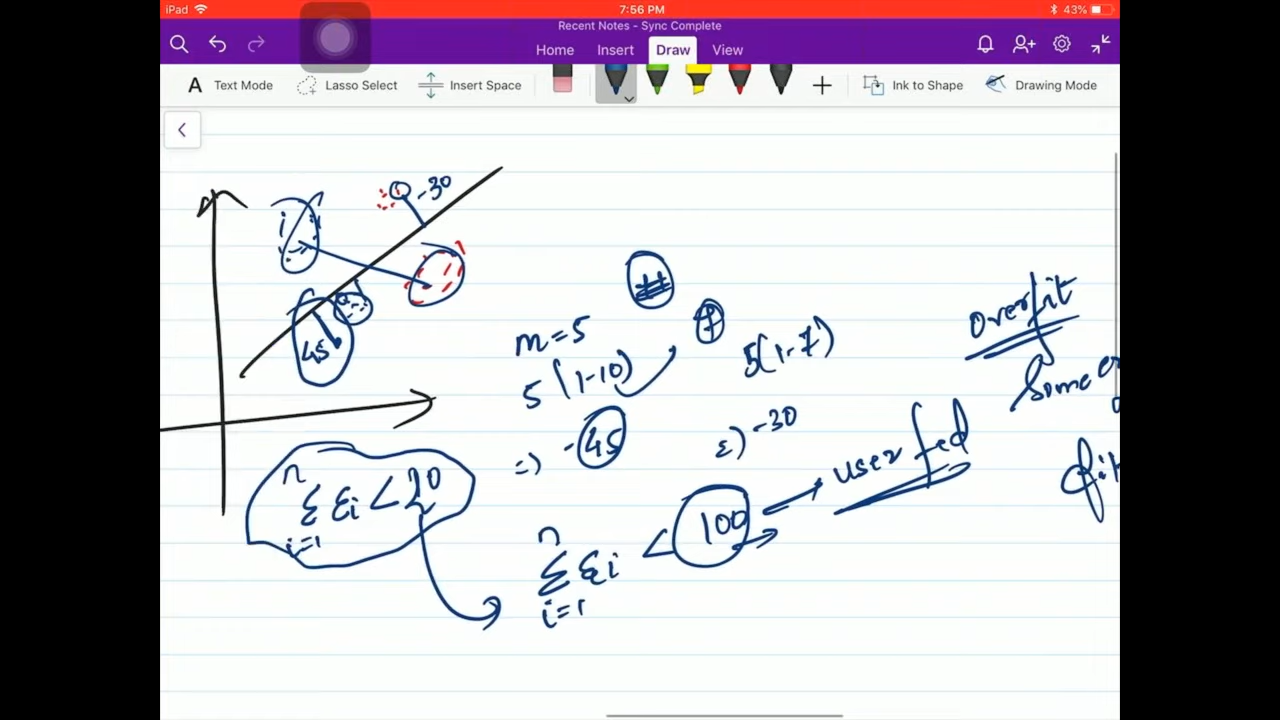 iPad 7:56 PM 43%
Recent Notes - Sync Complete
Home Insert Draw View
A Text Mode Lasso Select Insert Space Ink to Shape Drawing Mode
-30
45
m=5
5 (1-10)
=) -45
7
5(1-7)
=) -30
overfit
Some
user fed
n
Σ εi < 20
i=1
n
Σ εi < 100
i=1